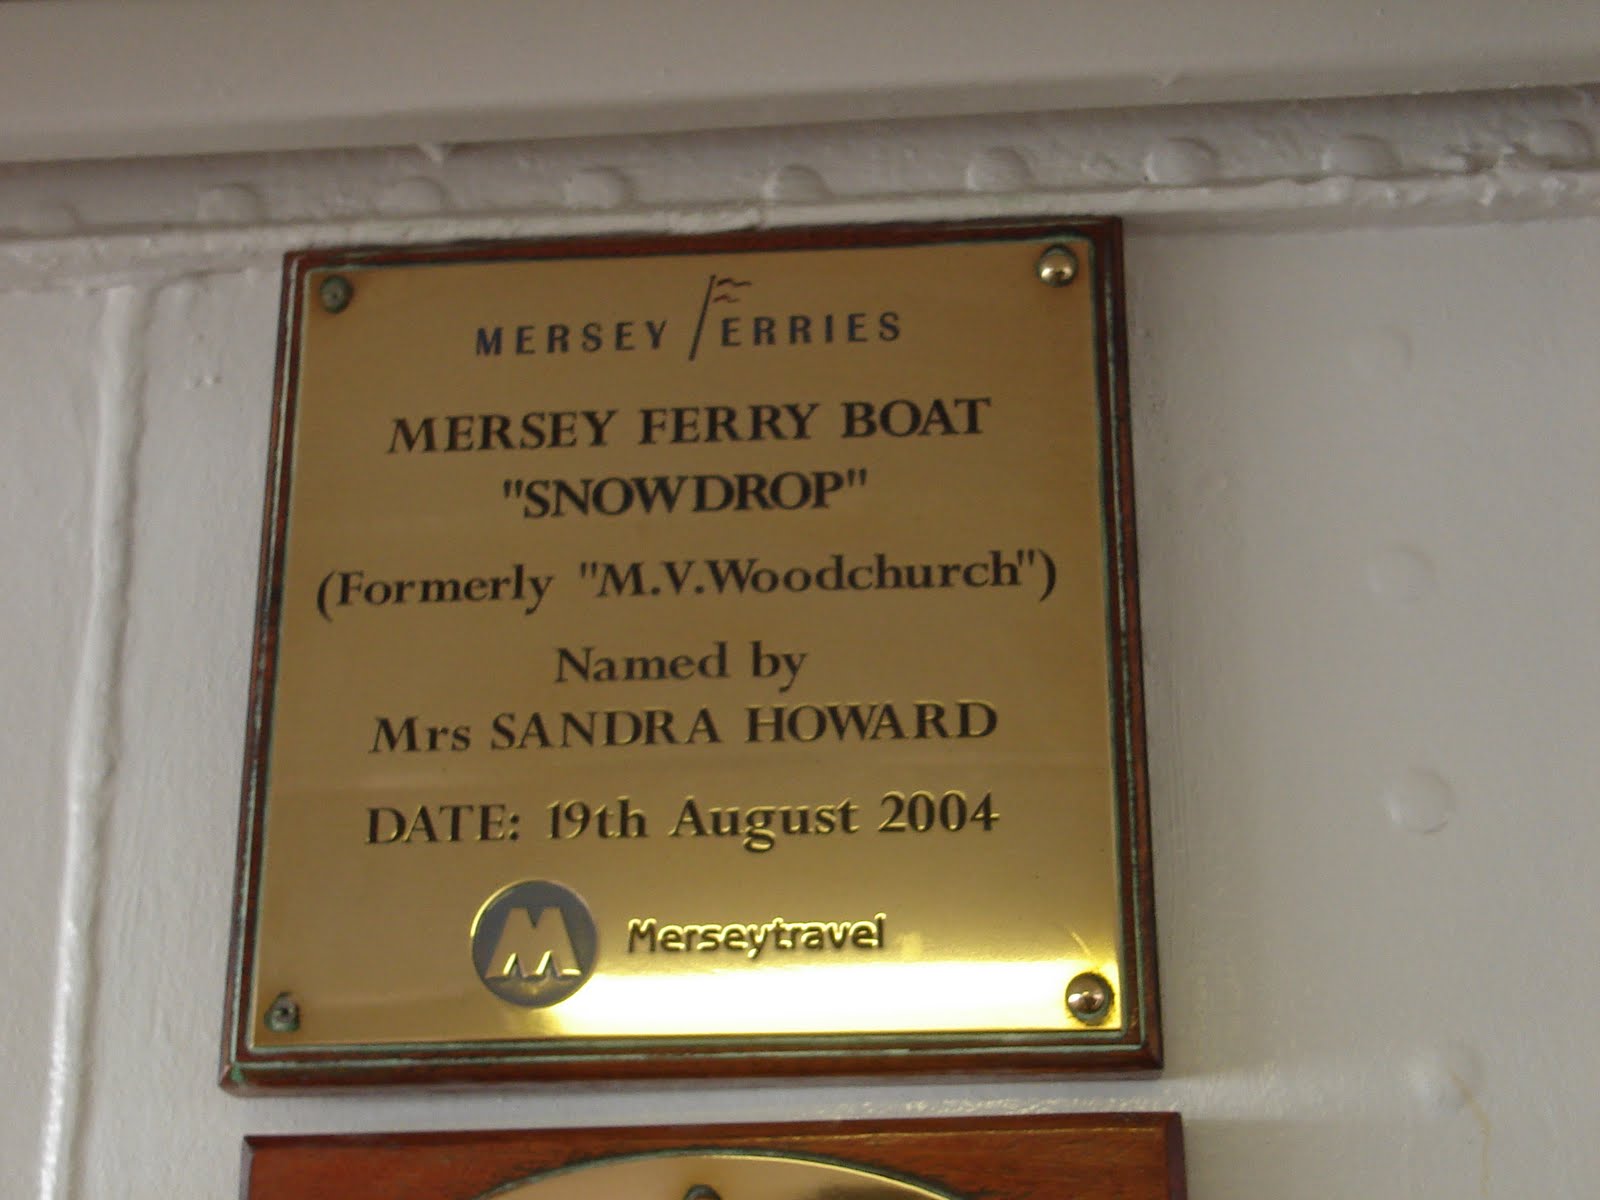 MERSEY FERRIES
MERSEY FERRY BOAT
"SNOWDROP"
(Formerly "M.V.Woodchurch")
Named by
Mrs SANDRA HOWARD
DATE: 19th August 2004
M Merseytravel